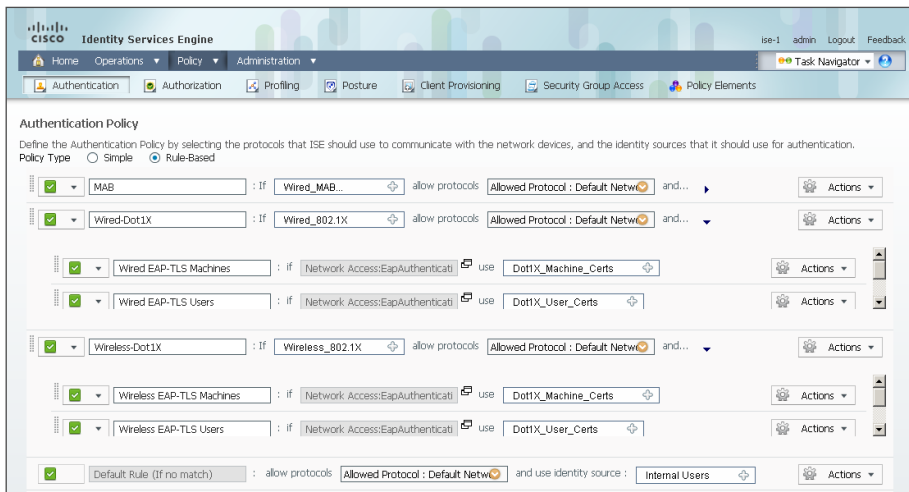 CISCO Identity Services Engine ise-1 admin Logout Feedback
Home Operations Policy Administration Task Navigator ?
Authentication Authorization Profiling Posture Client Provisioning Security Group Access Policy Elements
Authentication Policy
Define the Authentication Policy by selecting the protocols that ISE should use to communicate with the network devices, and the identity sources that it should use for authentication.
Policy Type Simple Rule-Based
MAB : If Wired_MAB... allow protocols Allowed Protocol : Default Netwo and... Actions
Wired-Dot1X : If Wired_802.1X allow protocols Allowed Protocol : Default Netwo and... Actions
Wired EAP-TLS Machines : if Network Access:EapAuthenticati use Dot1X_Machine_Certs Actions
Wired EAP-TLS Users : if Network Access:EapAuthenticati use Dot1X_User_Certs Actions
Wireless-Dot1X : If Wireless_802.1X allow protocols Allowed Protocol : Default Netwo and... Actions
Wireless EAP-TLS Machines : if Network Access:EapAuthenticati use Dot1X_Machine_Certs Actions
Wireless EAP-TLS Users : if Network Access:EapAuthenticati use Dot1X_User_Certs Actions
Default Rule (If no match) : allow protocols Allowed Protocol : Default Netwo and use identity source : Internal Users Actions